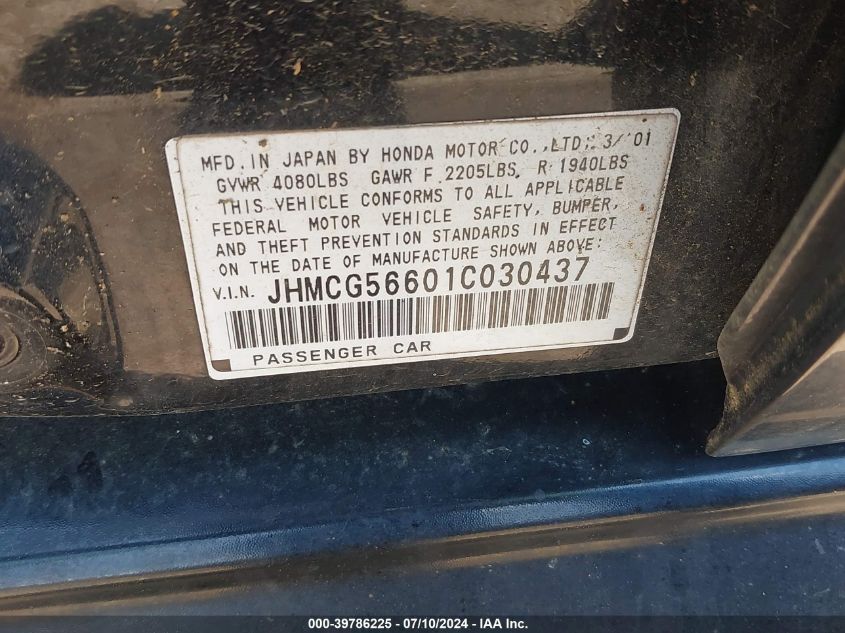 MFD. IN JAPAN BY HONDA MOTOR CO.,LTD: 3/'01
GVWR 4080LBS GAWR F 2205LBS, R 1940LBS
THIS VEHICLE CONFORMS TO ALL APPLICABLE
FEDERAL MOTOR VEHICLE SAFETY, BUMPER,
AND THEFT PREVENTION STANDARDS IN EFFECT
ON THE DATE OF MANUFACTURE SHOWN ABOVE:
V.I.N. JHMCG56601C030437
PASSENGER CAR
000-39786225 - 07/10/2024 - IAA Inc.